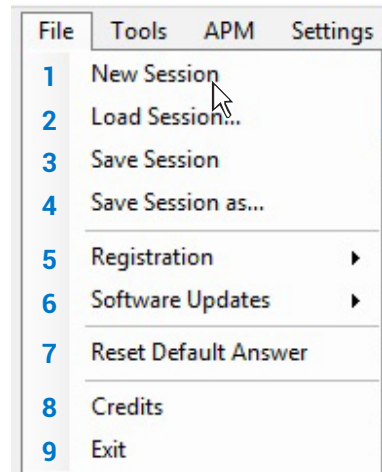 File Tools APM Settings
1 New Session
2 Load Session...
3 Save Session
4 Save Session as...
5 Registration
6 Software Updates
7 Reset Default Answer
8 Credits
9 Exit